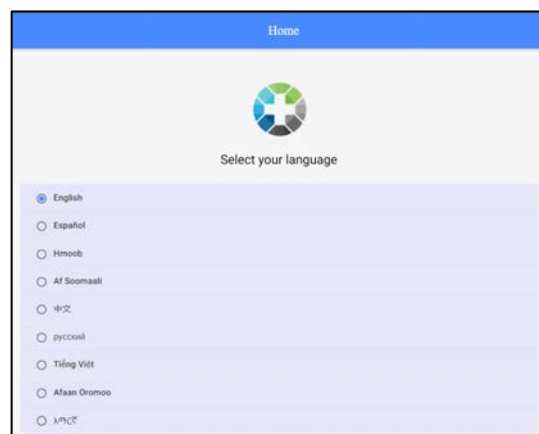 Home
Select your language
English
Español
Hmoob
Af Soomaali
中文
русский
Tiếng Việt
Afaan Oromoo
አማርኛ